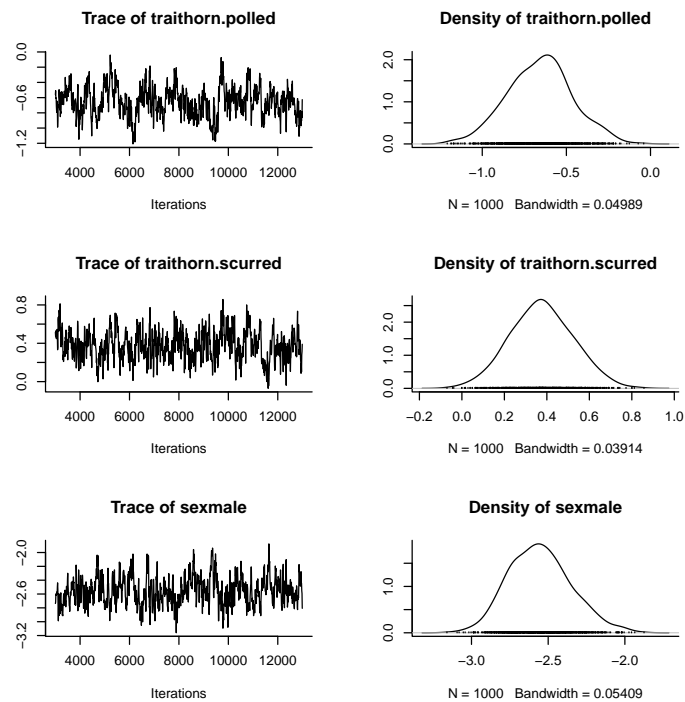 Trace of traithorn.polled
0.0
−0.6
−1.2
4000 6000 8000 10000 12000
Iterations
Density of traithorn.polled
2.0
1.0
0.0
−1.0 −0.5 0.0
N = 1000 Bandwidth = 0.04989
Trace of traithorn.scurred
0.8
0.4
0.0
4000 6000 8000 10000 12000
Iterations
Density of traithorn.scurred
2.0
1.0
0.0
−0.2 0.0 0.2 0.4 0.6 0.8 1.0
N = 1000 Bandwidth = 0.03914
Trace of sexmale
−2.0
−2.6
−3.2
4000 6000 8000 10000 12000
Iterations
Density of sexmale
1.0
0.0
−3.0 −2.5 −2.0
N = 1000 Bandwidth = 0.05409